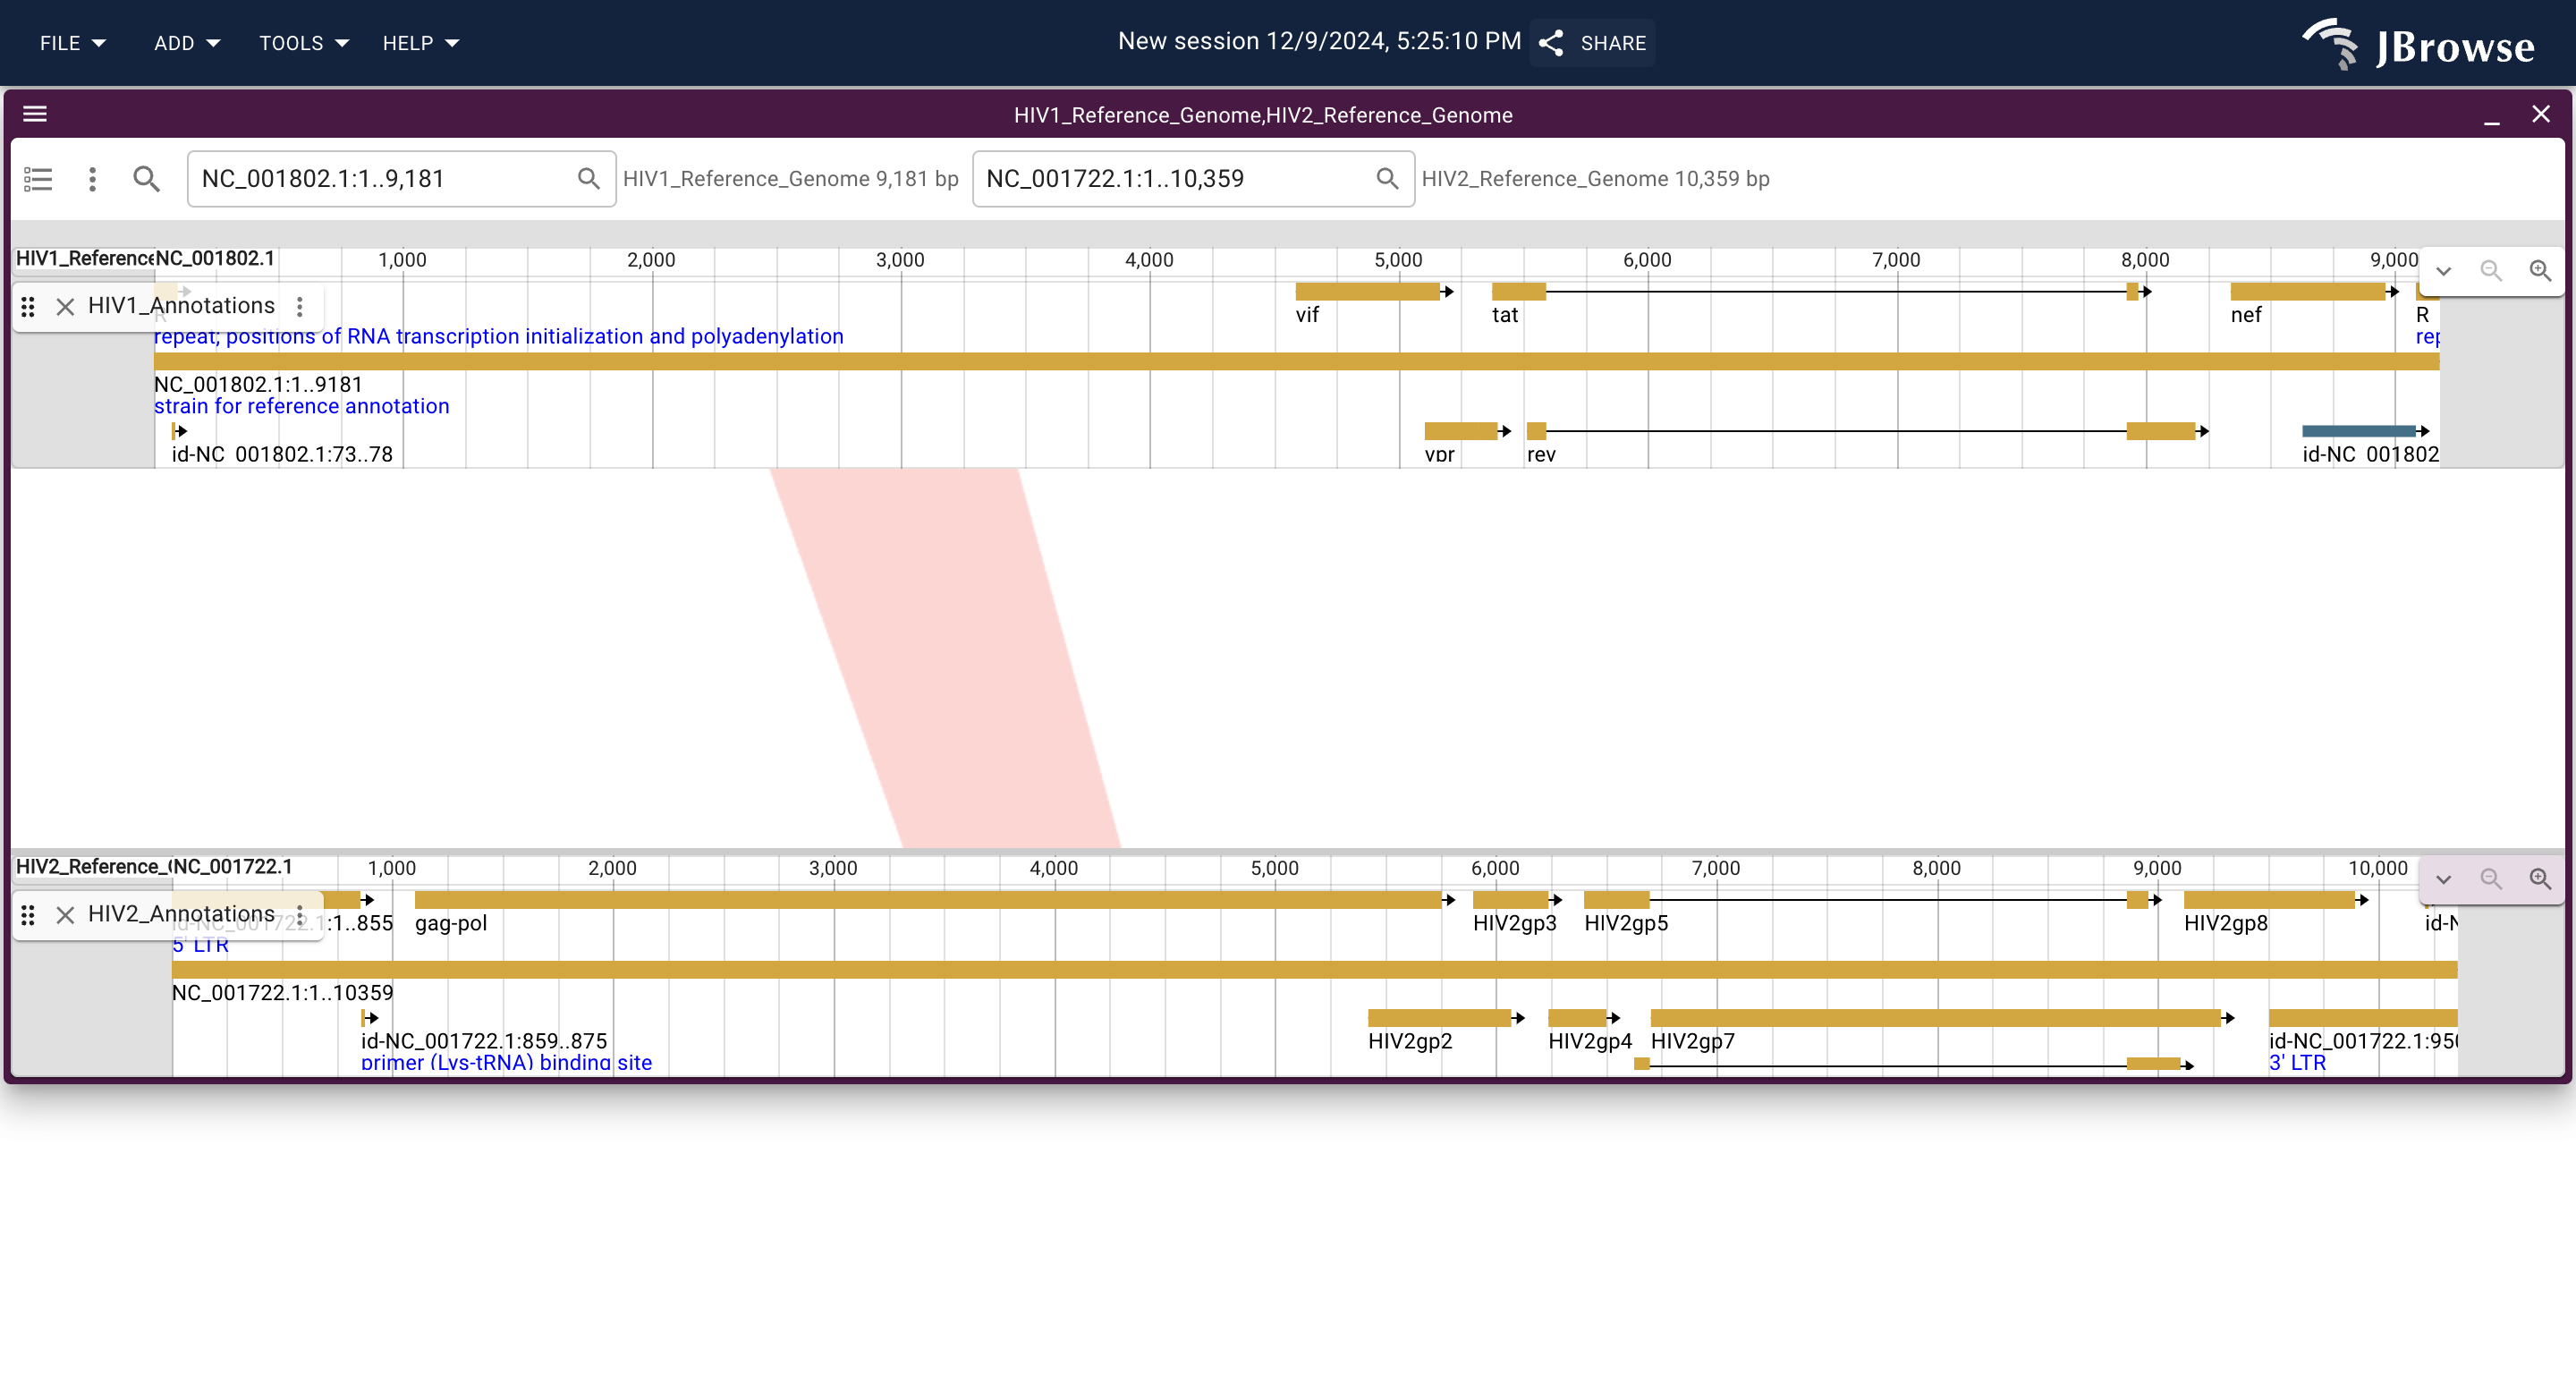 FILE ADD TOOLS HELP New session 12/9/2024, 5:25:10 PM SHARE JBrowse
HIV1_Reference_Genome,HIV2_Reference_Genome
NC_001802.1:1..9,181 HIV1_Reference_Genome 9,181 bp NC_001722.1:1..10,359 HIV2_Reference_Genome 10,359 bp
HIV1_Reference NC_001802.1 1,000 2,000 3,000 4,000 5,000 6,000 7,000 8,000 9,000
HIV1_Annotations
R vif tat nef R
repeat; positions of RNA transcription initialization and polyadenylation rep
NC_001802.1:1..9181
strain for reference annotation
id-NC_001802.1:73..78 vpr rev id-NC_001802
HIV2_Reference_ NC_001722.1 1,000 2,000 3,000 4,000 5,000 6,000 7,000 8,000 9,000 10,000
HIV2_Annotations
id-NC_001722.1:1..855 gag-pol HIV2gp3 HIV2gp5 HIV2gp8 id-N
5' LTR
NC_001722.1:1..10359
id-NC_001722.1:859..875 HIV2gp2 HIV2gp4 HIV2gp7 id-NC_001722.1:950
primer (Lys-tRNA) binding site 3' LTR